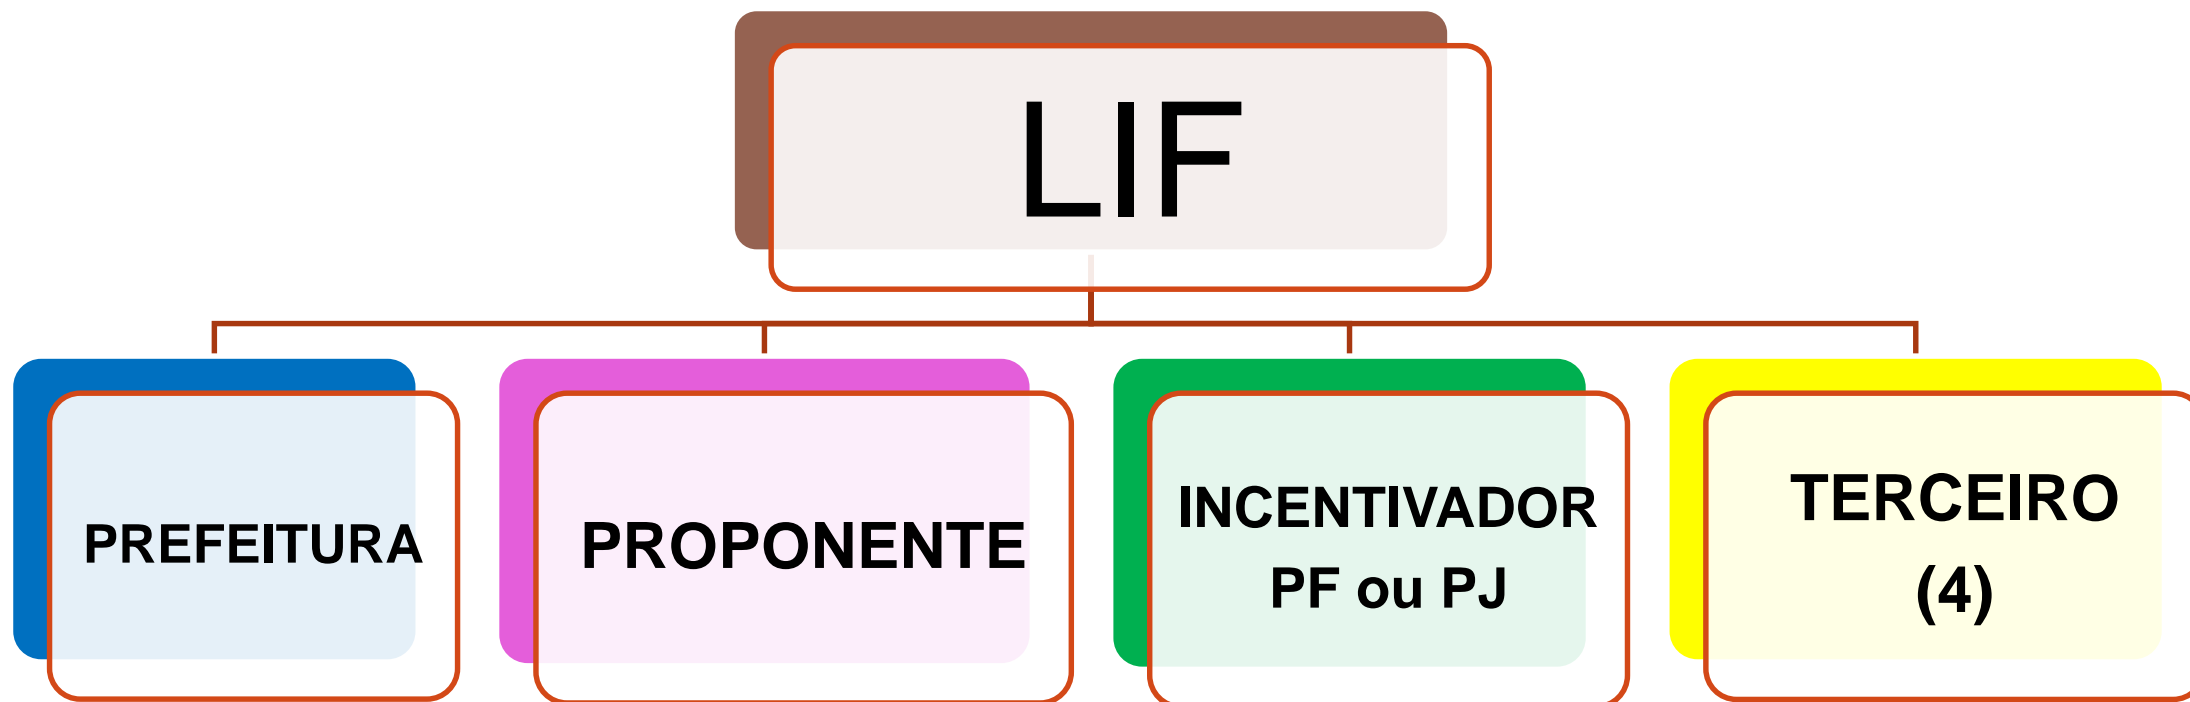 LIF
PREFEITURA
PROPONENTE
INCENTIVADOR
PF ou PJ
TERCEIRO
(4)